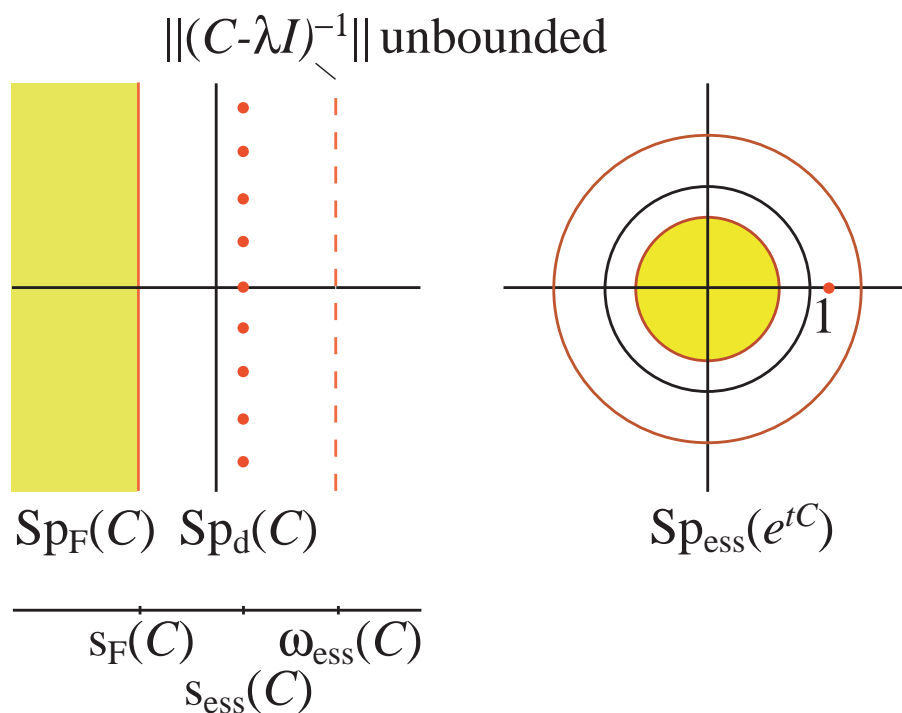 ||(C-λI)⁻¹|| unbounded
1
Sp_F(C) Sp_d(C) Sp_ess(e^{tC})
s_F(C) ω_ess(C)
s_ess(C)